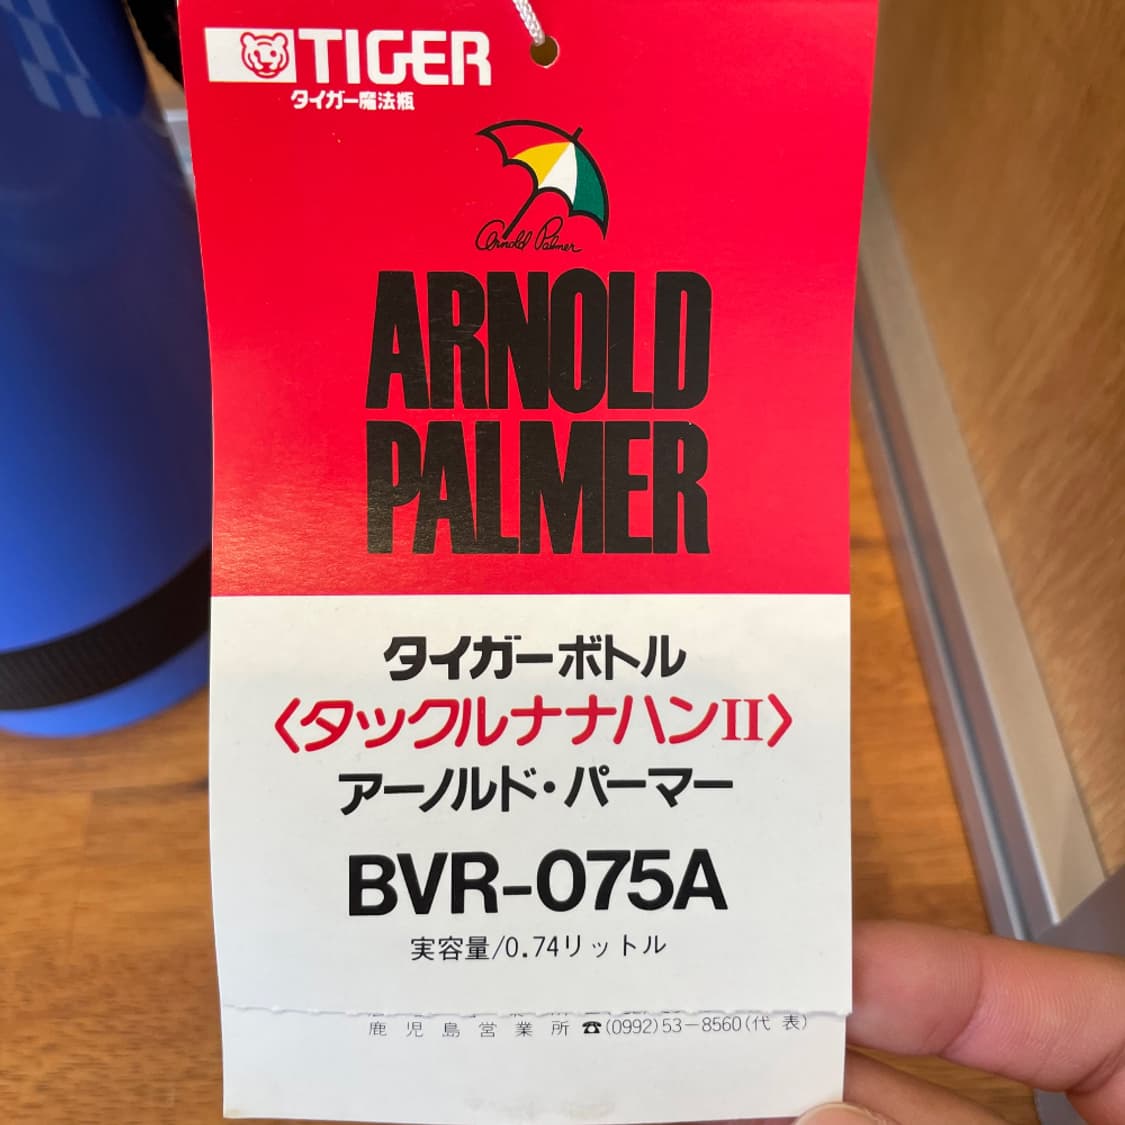 TIGER
タイガー魔法瓶
Arnold Palmer
ARNOLD
PALMER
タイガーボトル
〈タックルナナハンII〉
アーノルド・パーマー
BVR-075A
実容量/0.74リットル
鹿児島営業所 ☎(0992)53-8560(代表)